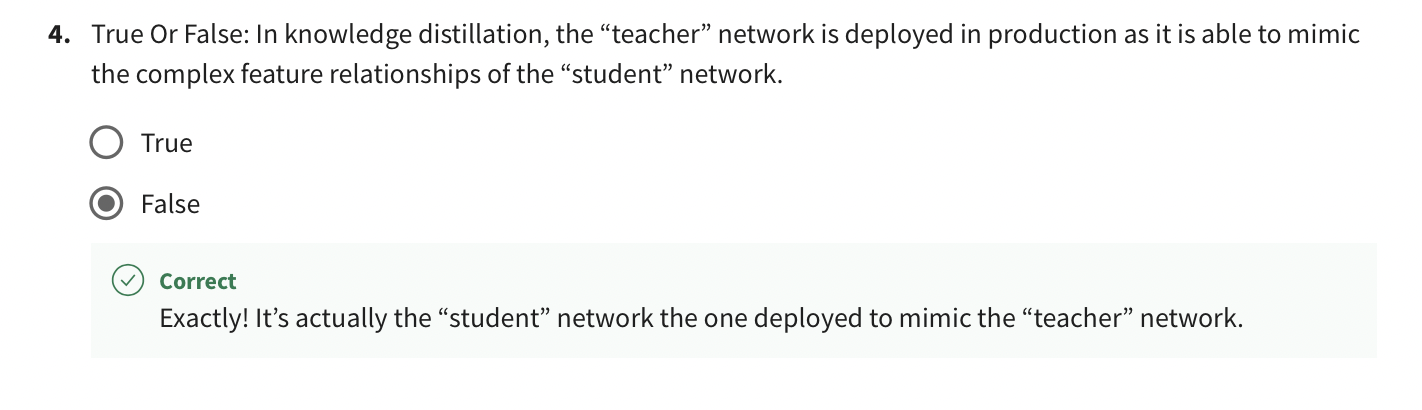 4. True Or False: In knowledge distillation, the “teacher” network is deployed in production as it is able to mimic
the complex feature relationships of the “student” network.
True
False
Correct
Exactly! It’s actually the “student” network the one deployed to mimic the “teacher” network.